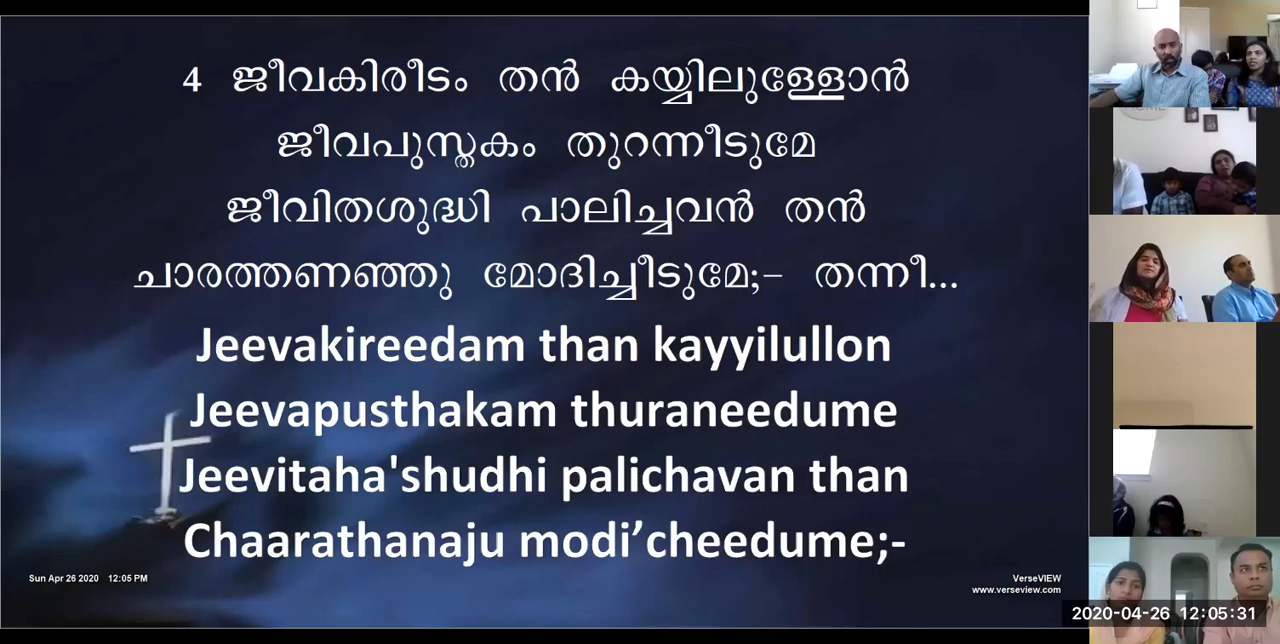 4 ജീവകിരീടം തൻ കയ്യിലുള്ളോൻ
ജീവപുസ്തകം തുറന്നീടുമേ
ജീവിതശുദ്ധി പാലിച്ചവൻ തൻ
ചാരത്തണഞ്ഞു മോദിച്ചീടുമേ;– തന്നീ...
Jeevakireedam than kayyilullon
Jeevapusthakam thuraneedume
Jeevitaha'shudhi palichavan than
Chaarathanaju modi’cheedume;-
Sun Apr 26 2020 12:05 PM
VerseVIEW
www.verseview.com
2020-04-26 12:05:31